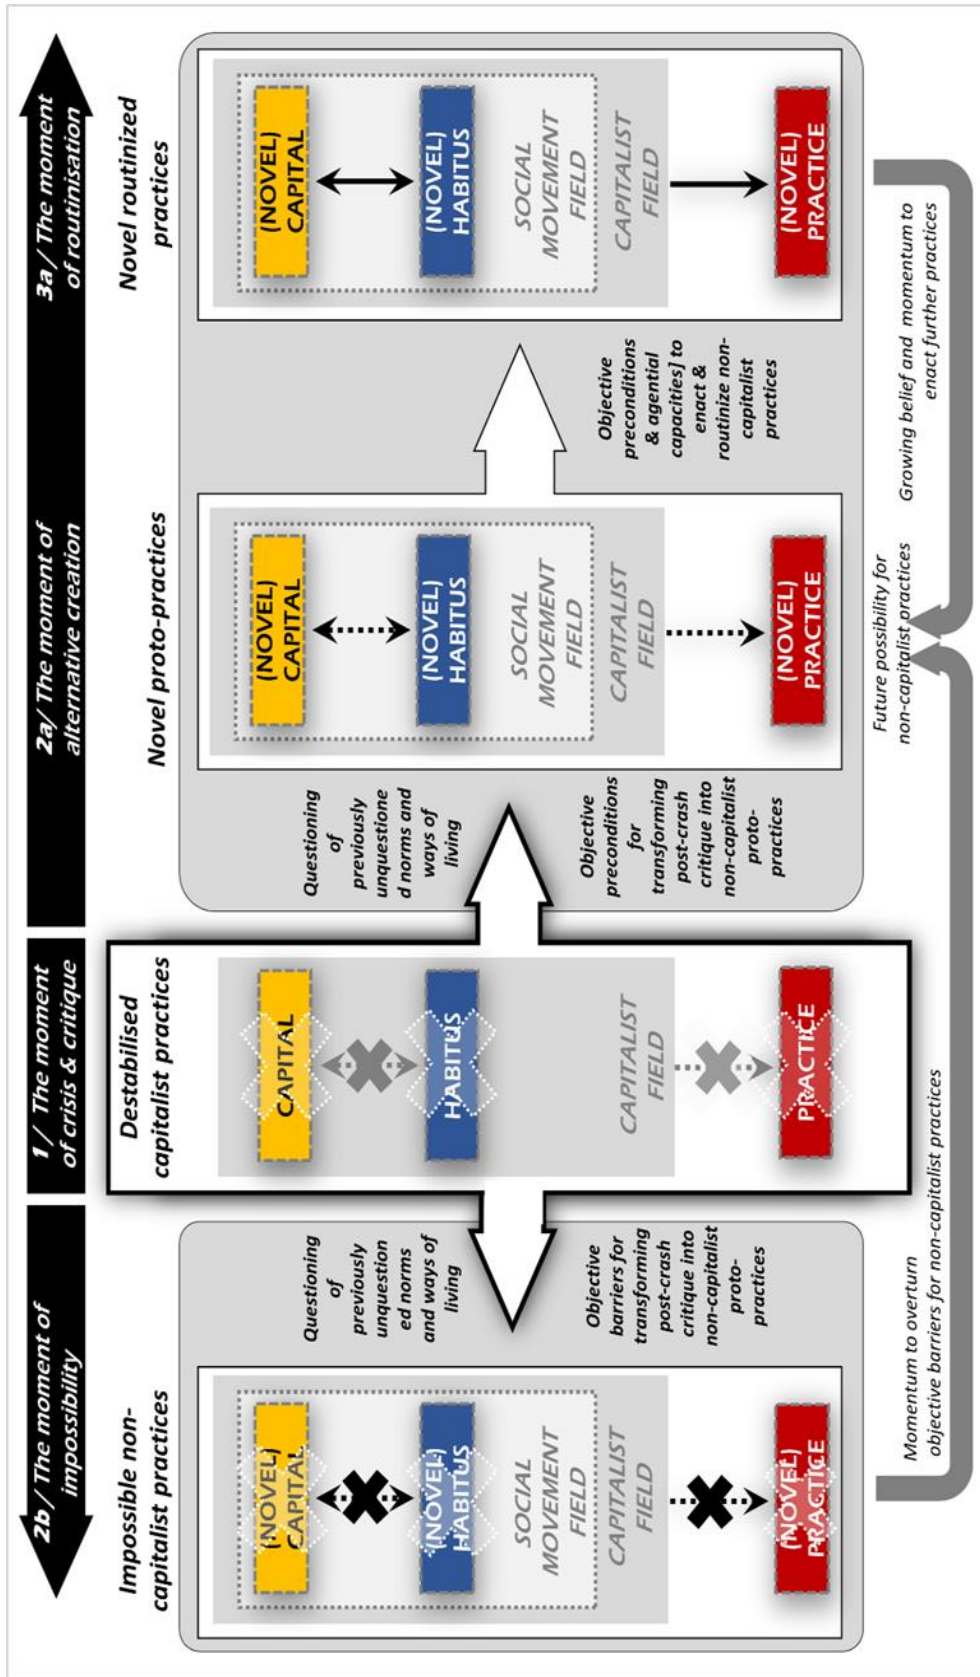 2b/ The moment of
impossibility
1/ The moment
of crisis & critique
2a/ The moment of
alternative creation
3a/ The moment
of routinisation
Impossible non-
capitalist practices
(NOVEL)
CAPITAL
(NOVEL)
HABITUS
SOCIAL
MOVEMENT
FIELD
CAPITALIST
FIELD
(NOVEL)
PRACTICE
Questioning
of
previously
unquestion
ed norms
and ways of
living
Objective
barriers for
transforming
post-crash
critique into
non-capitalist
proto-
practices
Destabilised
capitalist practices
CAPITAL
HABITUS
CAPITALIST
FIELD
PRACTICE
Questioning
of
previously
unquestione
d norms and
ways of
living
Objective
preconditions
for
transforming
post-crash
critique into
non-capitalist
proto-
practices
Novel proto-practices
(NOVEL)
CAPITAL
(NOVEL)
HABITUS
SOCIAL
MOVEMENT
FIELD
CAPITALIST
FIELD
(NOVEL)
PRACTICE
Objective
preconditions
& agential
capacities] to
enact &
routinize non-
capitalist
practices
Novel routinized
practices
(NOVEL)
CAPITAL
(NOVEL)
HABITUS
SOCIAL
MOVEMENT
FIELD
CAPITALIST
FIELD
(NOVEL)
PRACTICE
Momentum to overturn
objective barriers for non-capitalist practices
Future possibility for
non-capitalist practices
Growing belief and momentum to
enact further practices